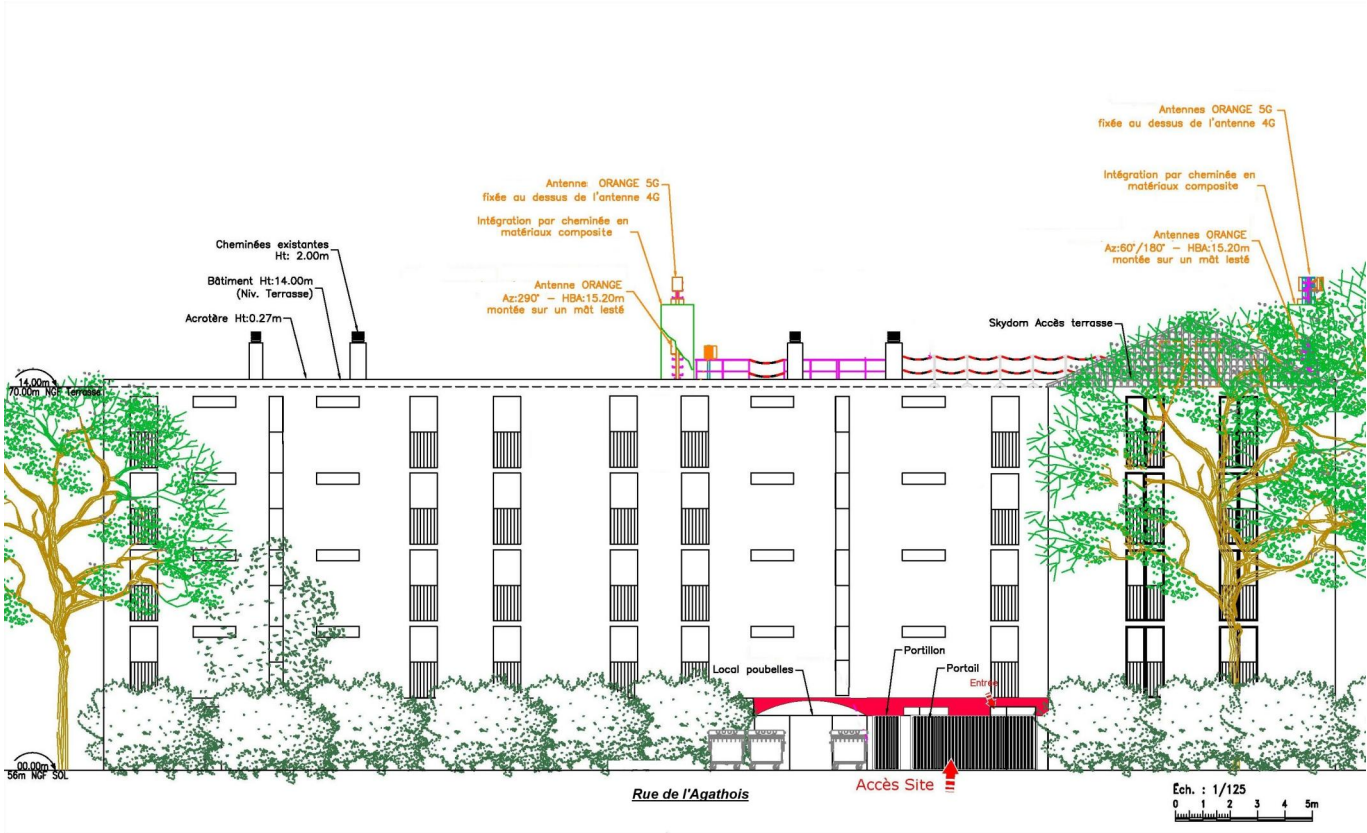 Antennes ORANGE 5G
fixée au dessus de l'antenne 4G
Intégration par cheminée en
matériaux composite
Antennes ORANGE
Az:60°/180° – HBA:15.20m
montée sur un mât lesté
Antenne ORANGE 5G
fixée au dessus de l'antenne 4G
Intégration par cheminée en
matériaux composite
Antenne ORANGE
Az:290° – HBA:15.20m
montée sur un mât lesté
Cheminées existantes
Ht: 2.00m
Bâtiment Ht:14.00m
(Niv. Terrasse)
Acrotère Ht:0.27m
Skydom Accès terrasse
14.00m
70.00m NGF Terrasse
Local poubelles
Portillon
Portail
Entrée
00.00m
56m NGF SOL
Rue de l'Agathois
Accès Site
Éch. : 1/125
0 1 2 3 4 5m